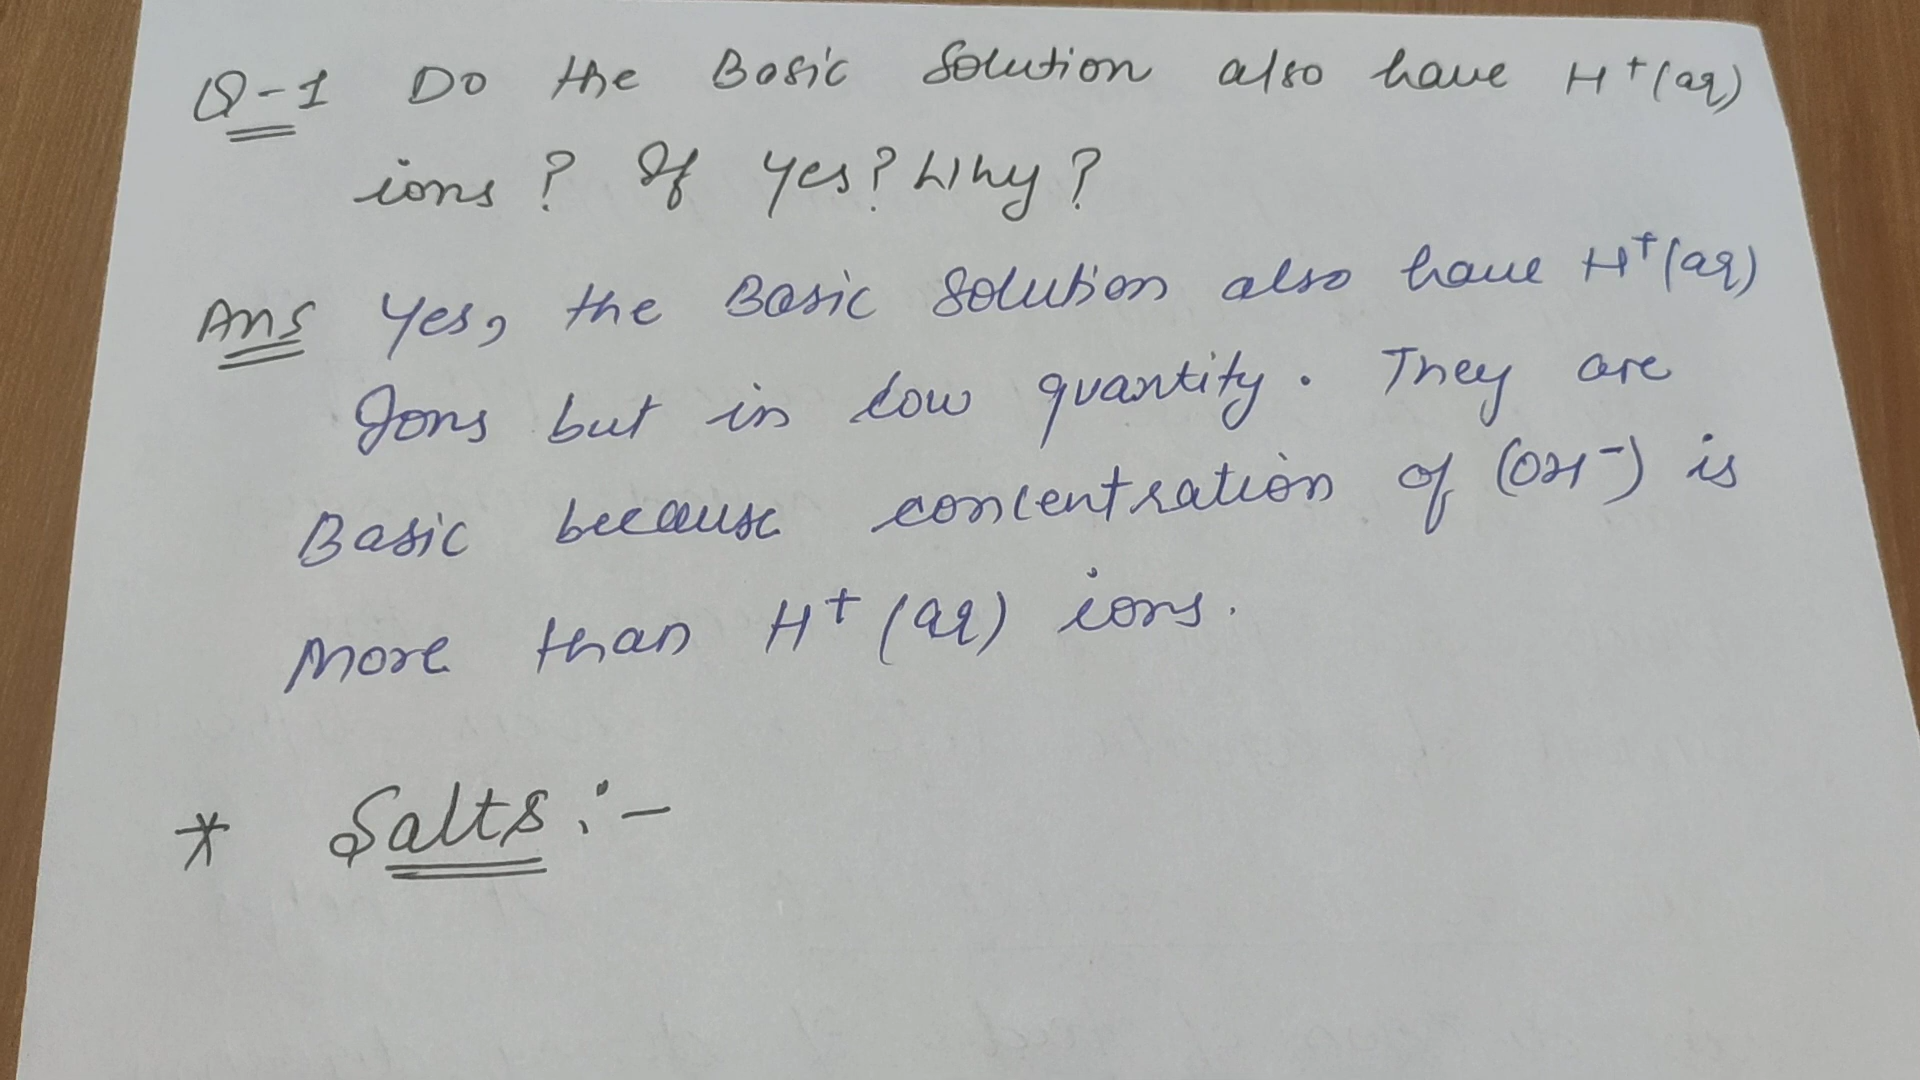 Q-1 Do the Basic Solution also have H+(aq)
ions? If Yes? Why?
Ans Yes, the Basic Solution also have H+(aq)
Ions but in low quantity. They are
Basic because concentration of (OH-) is
More than H+ (aq) ions.
* Salts:-